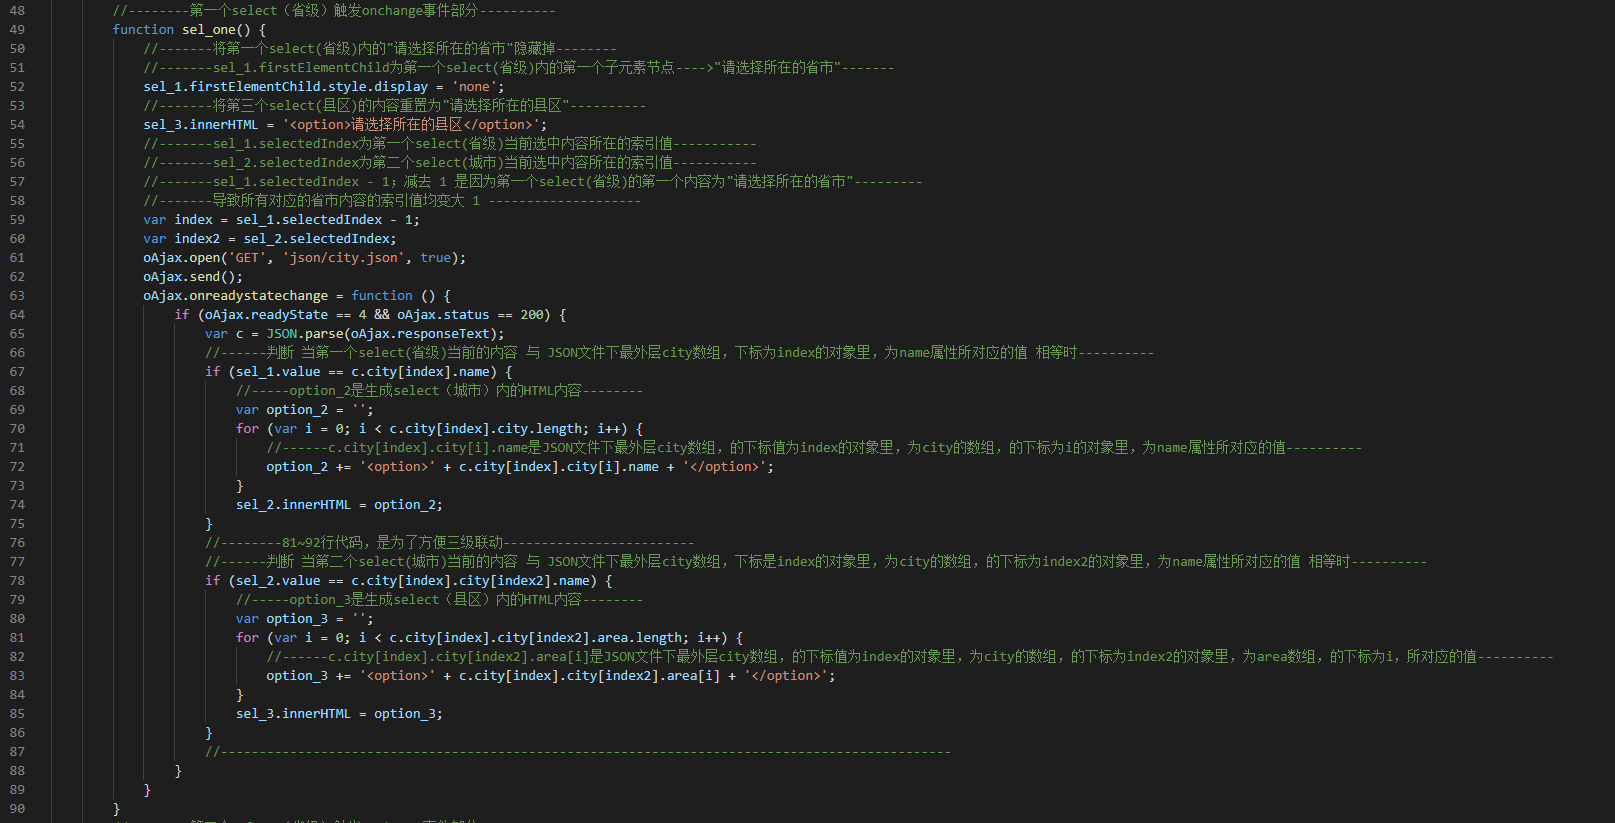 48 //--------第一个select（省级）触发onchange事件部分----------
49 function sel_one() {
50 //-------将第一个select(省级)内的"请选择所在的省市"隐藏掉--------
51 //-------sel_1.firstElementChild为第一个select(省级)内的第一个子元素节点---->"请选择所在的省市"-------
52 sel_1.firstElementChild.style.display = 'none';
53 //-------将第三个select(县区)的内容重置为"请选择所在的县区"----------
54 sel_3.innerHTML = '<option>请选择所在的县区</option>';
55 //-------sel_1.selectedIndex为第一个select(省级)当前选中内容所在的索引值-----------
56 //-------sel_2.selectedIndex为第二个select(城市)当前选中内容所在的索引值-----------
57 //-------sel_1.selectedIndex - 1；减去 1 是因为第一个select(省级)的第一个内容为"请选择所在的省市"---------
58 //-------导致所有对应的省市内容的索引值均变大 1 --------------------
59 var index = sel_1.selectedIndex - 1;
60 var index2 = sel_2.selectedIndex;
61 oAjax.open('GET', 'json/city.json', true);
62 oAjax.send();
63 oAjax.onreadystatechange = function () {
64 if (oAjax.readyState == 4 && oAjax.status == 200) {
65 var c = JSON.parse(oAjax.responseText);
66 //------判断 当第一个select(省级)当前的内容 与 JSON文件下最外层city数组，下标为index的对象里，为name属性所对应的值 相等时----------
67 if (sel_1.value == c.city[index].name) {
68 //-----option_2是生成select（城市）内的HTML内容--------
69 var option_2 = '';
70 for (var i = 0; i < c.city[index].city.length; i++) {
71 //------c.city[index].city[i].name是JSON文件下最外层city数组，的下标值为index的对象里，为city的数组，的下标为i的对象里，为name属性所对应的值----------
72 option_2 += '<option>' + c.city[index].city[i].name + '</option>';
73 }
74 sel_2.innerHTML = option_2;
75 }
76 //--------81~92行代码，是为了方便三级联动-------------------------
77 //------判断 当第二个select(城市)当前的内容 与 JSON文件下最外层city数组，下标是index的对象里，为city的数组，的下标为index2的对象里，为name属性所对应的值 相等时----------
78 if (sel_2.value == c.city[index].city[index2].name) {
79 //-----option_3是生成select（县区）内的HTML内容--------
80 var option_3 = '';
81 for (var i = 0; i < c.city[index].city[index2].area.length; i++) {
82 //------c.city[index].city[index2].area[i]是JSON文件下最外层city数组，的下标值为index的对象里，为city的数组，的下标为index2的对象里，为area数组，的下标为i，所对应的值----------
83 option_3 += '<option>' + c.city[index].city[index2].area[i] + '</option>';
84 }
85 sel_3.innerHTML = option_3;
86 }
87 //-----------------------------------------------------------------------------------------------
88 }
89 }
90 }